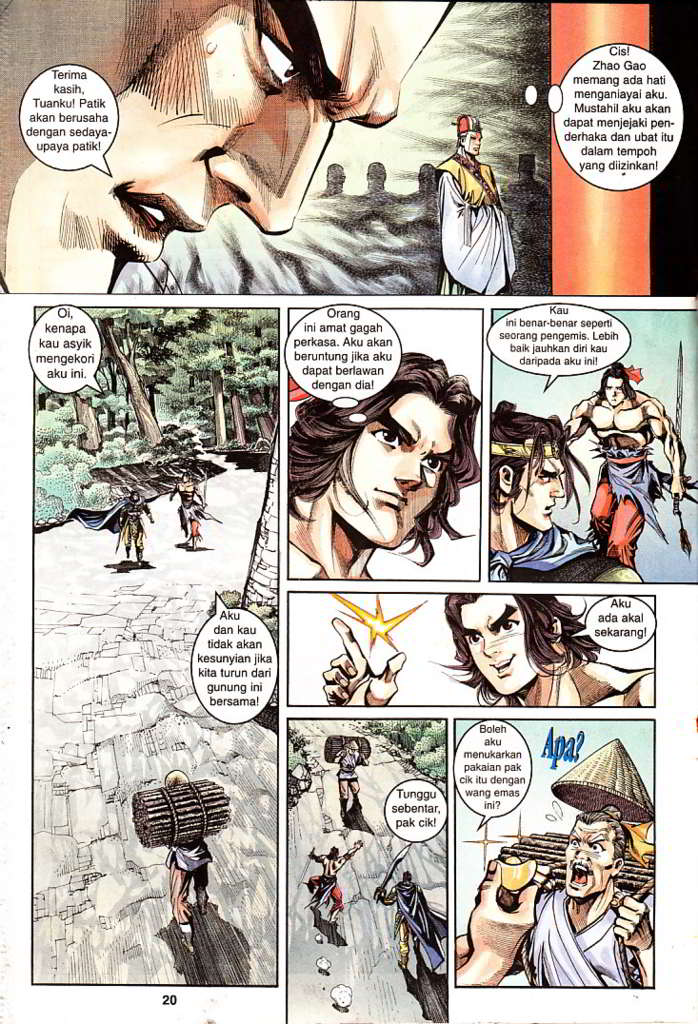 Terima
kasih,
Tuanku! Patik
akan berusaha
dengan sedaya-
upaya patik!
Cis!
Zhao Gao
memang ada hati
menganiayai aku.
Mustahil aku akan
dapat menjejaki pen-
derhaka dan ubat itu
dalam tempoh
yang diizinkan!
Oi,
kenapa
kau asyik
mengekori
aku ini.
Aku
dan kau
tidak akan
kesunyian jika
kita turun dari
gunung ini
bersama!
Orang
ini amat gagah
perkasa. Aku akan
beruntung jika aku
dapat berlawan
dengan dia!
Kau
ini benar-benar seperti
seorang pengemis. Lebih
baik jauhkan diri kau
daripada aku ini!
Aku
ada akal
sekarang!
Tunggu
sebentar,
pak cik!
Boleh
aku
menukarkan
pakaian pak
cik itu dengan
wang emas
ini?
Apa?
20